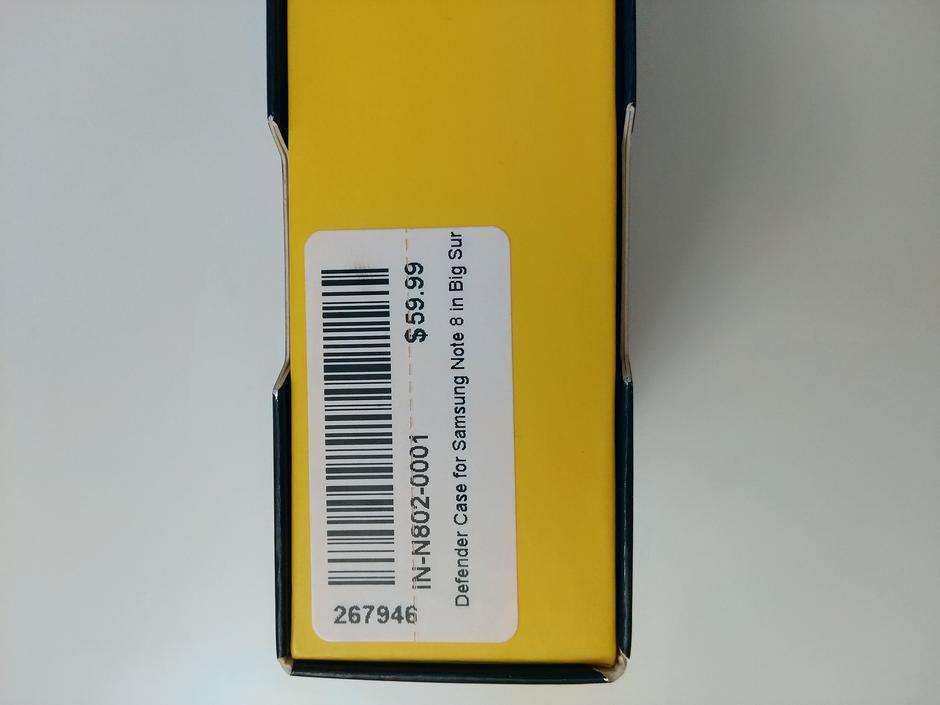 267946
IN-N802-0001 $59.99
Defender Case for Samsung Note 8 in Big Sur